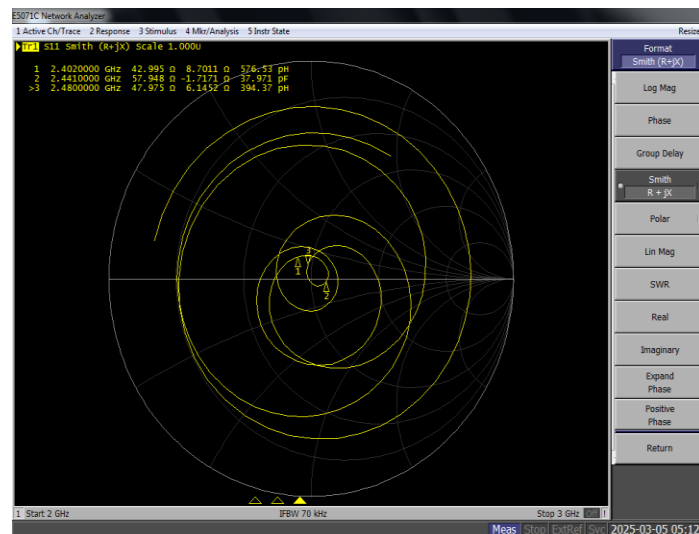 E5071C Network Analyzer
1 Active Ch/Trace 2 Response 3 Stimulus 4 Mkr/Analysis 5 Instr State
Resize
Tr1 S11 Smith (R+jX) Scale 1.000U
1 2.4020000 GHz 42.995 Ω 8.7011 Ω 576.53 pH
2 2.4410000 GHz 57.948 Ω -1.7171 Ω 37.971 pF
>3 2.4800000 GHz 47.975 Ω 6.1452 Ω 394.37 pH
3
1
2
Format
Smith (R+jX)
Log Mag
Phase
Group Delay
Smith
R + jX
Polar
Lin Mag
SWR
Real
Imaginary
Expand
Phase
Positive
Phase
Return
1 Start 2 GHz
IFBW 70 kHz
Stop 3 GHz Off !
Meas Stop ExtRef Svc 2025-03-05 05:12